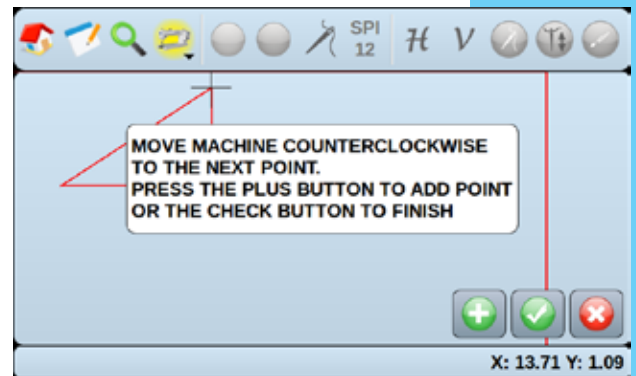 SPI
12
H V
MOVE MACHINE COUNTERCLOCKWISE
TO THE NEXT POINT.
PRESS THE PLUS BUTTON TO ADD POINT
OR THE CHECK BUTTON TO FINISH
X: 13.71 Y: 1.09